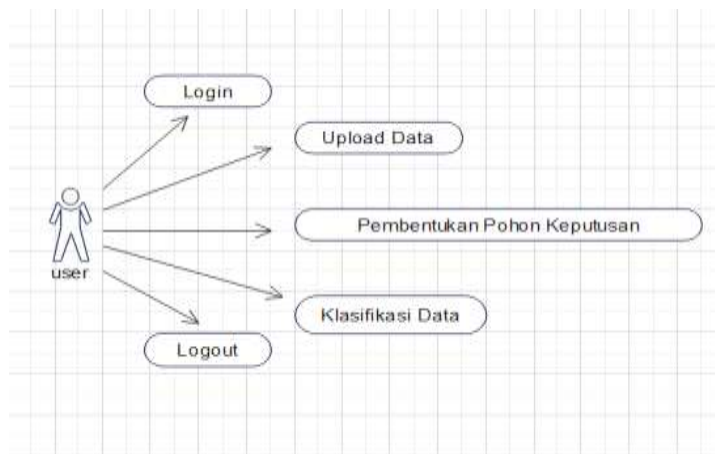 Login
Upload Data
Pembentukan Pohon Keputusan
user
Klasifikasi Data
Logout